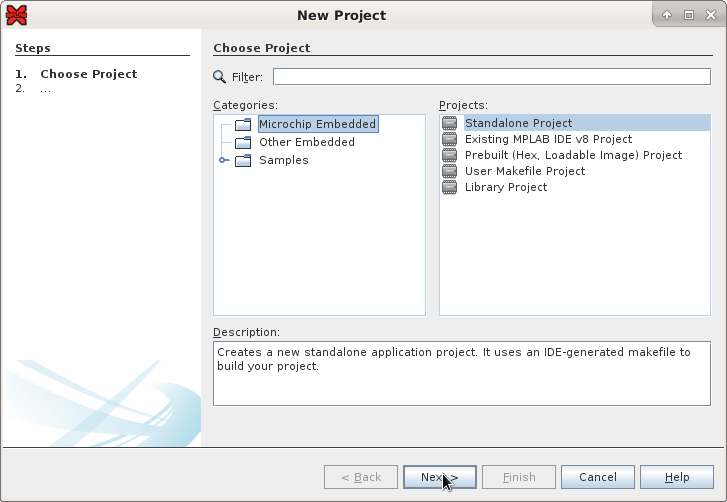 New Project
Steps
1. Choose Project
2. ...
Choose Project
Filter:
Categories:
Microchip Embedded
Other Embedded
Samples
Projects:
Standalone Project
Existing MPLAB IDE v8 Project
Prebuilt (Hex, Loadable Image) Project
User Makefile Project
Library Project
Description:
Creates a new standalone application project. It uses an IDE-generated makefile to
build your project.
< Back
Next >
Finish
Cancel
Help